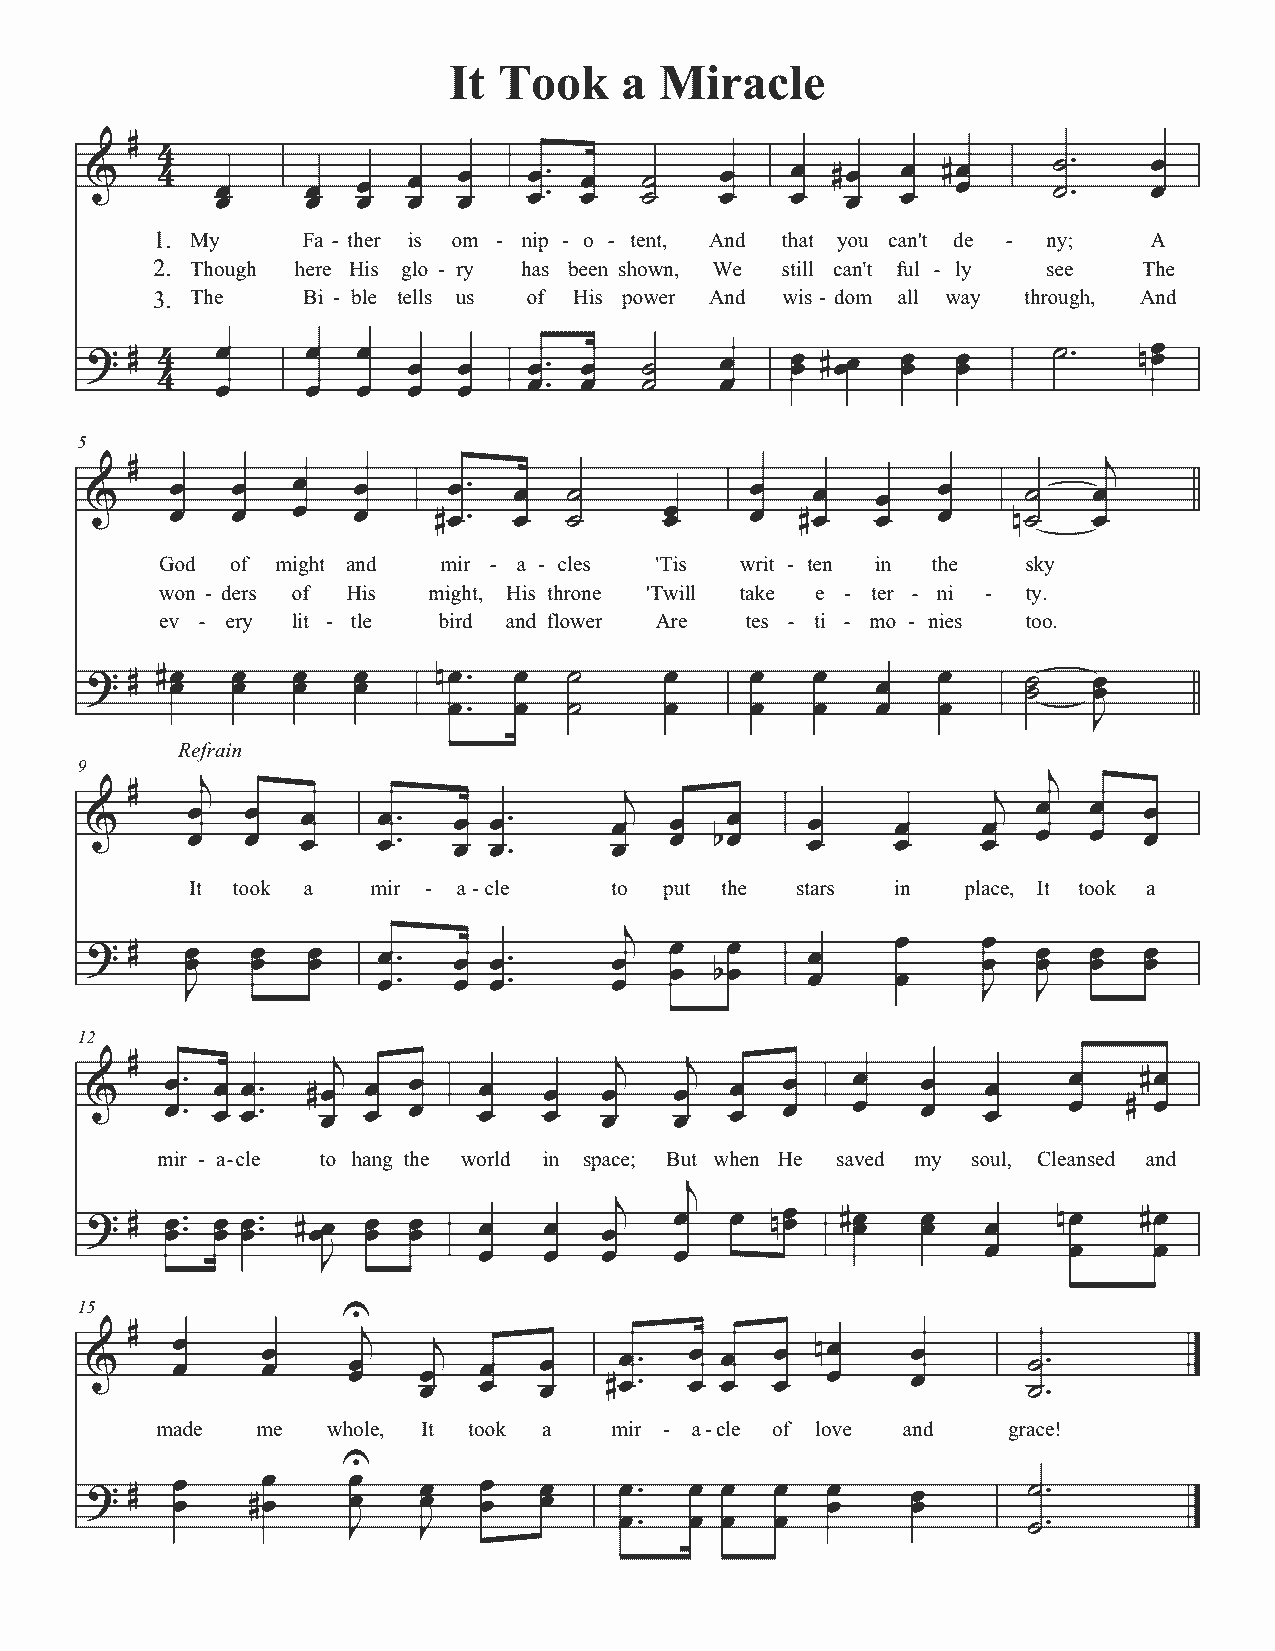 It Took a Miracle
1. My Fa - ther is om - nip - o - tent, And that you can't de - ny; A
2. Though here His glo - ry has been shown, We still can't ful - ly see The
3. The Bi - ble tells us of His power And wis - dom all way through, And
5
God of might and mir - a - cles 'Tis writ - ten in the sky
won - ders of His might, His throne 'Twill take e - ter - ni - ty.
ev - ery lit - tle bird and flower Are tes - ti - mo - nies too.
Refrain
9
It took a mir - a - cle to put the stars in place, It took a
12
mir - a - cle to hang the world in space; But when He saved my soul, Cleansed and
15
made me whole, It took a mir - a - cle of love and grace!